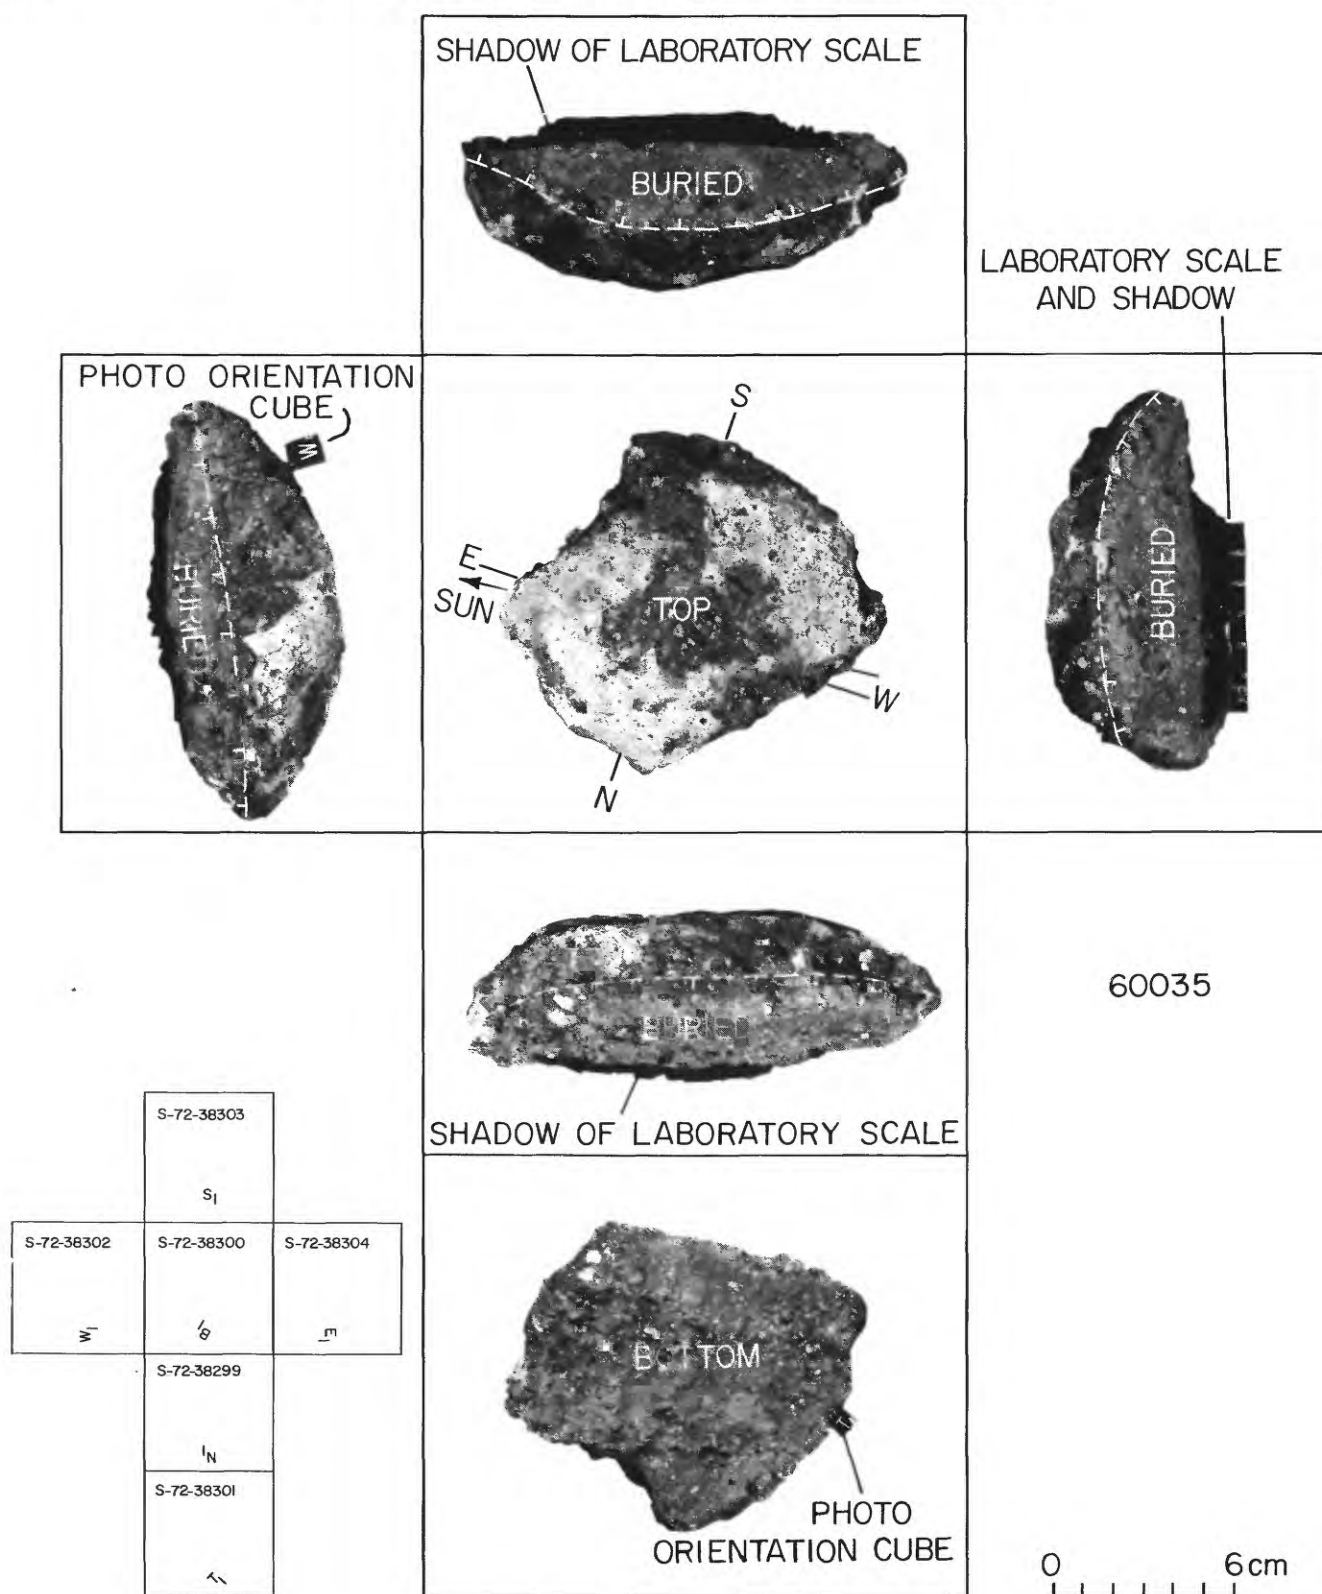 SHADOW OF LABORATORY SCALE
BURIED
LABORATORY SCALE
AND SHADOW
PHOTO ORIENTATION
CUBE
W
BURIED
S
E
SUN
TOP
W
N
BURIED
BURIED
SHADOW OF LABORATORY SCALE
60035
BOTTOM
T
PHOTO
ORIENTATION CUBE
0 6 cm
S-72-38303
S
S-72-38302
W
S-72-38300
B
S-72-38304
E
S-72-38299
N
S-72-38301
T